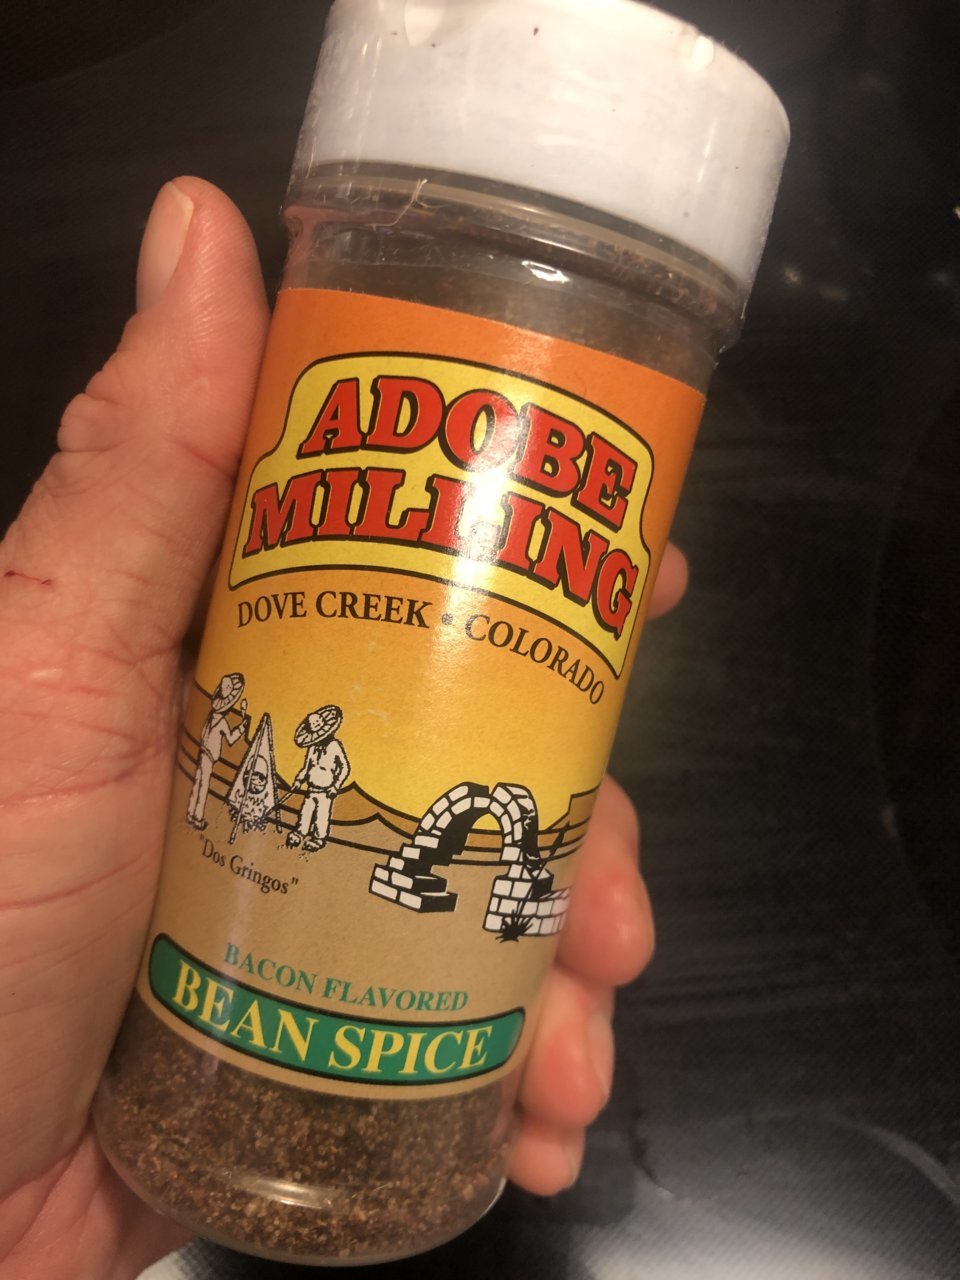 ADOBE
MILLING
DOVE CREEK • COLORADO
"Dos Gringos"
BACON FLAVORED
BEAN SPICE